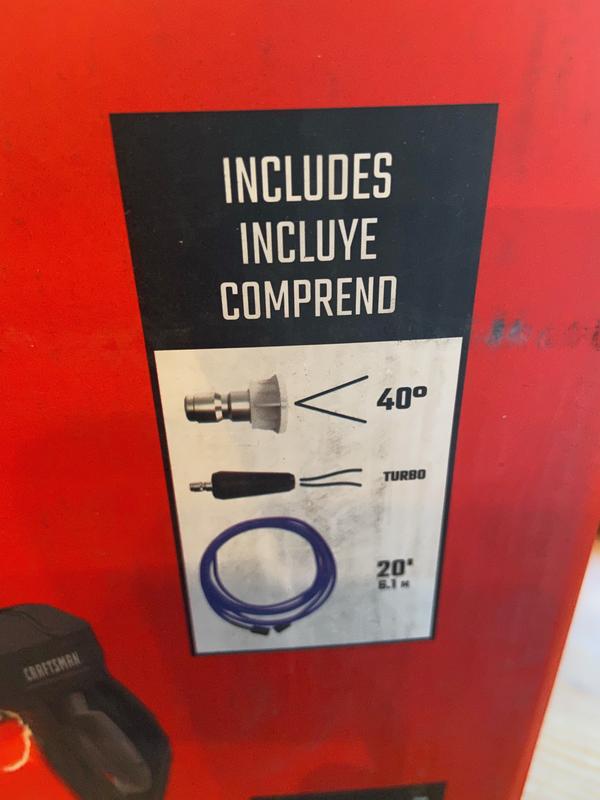 INCLUDES
INCLUYE
COMPREND
40°
TURBO
20'
6.1 M
CRAFTSMAN